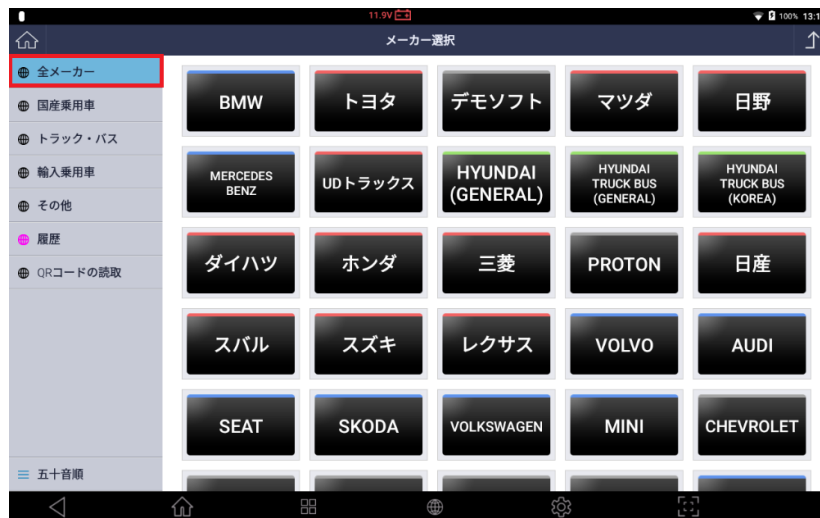 11.9V
100% 13:1
メーカー選択
全メーカー
国産乗用車
トラック・バス
輸入乗用車
その他
履歴
QRコードの読取
五十音順
BMW
トヨタ
デモソフト
マツダ
日野
MERCEDES
BENZ
UDトラックス
HYUNDAI
(GENERAL)
HYUNDAI
TRUCK BUS
(GENERAL)
HYUNDAI
TRUCK BUS
(KOREA)
ダイハツ
ホンダ
三菱
PROTON
日産
スバル
スズキ
レクサス
VOLVO
AUDI
SEAT
SKODA
VOLKSWAGEN
MINI
CHEVROLET